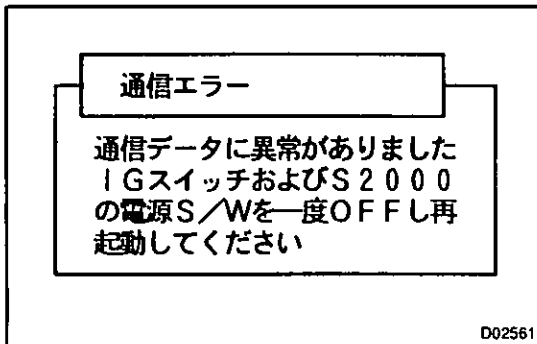 通信エラー
通信データに異常がありました
IGスイッチおよびS2000
の電源S/Wを一度OFFし再
起動してください
D02561